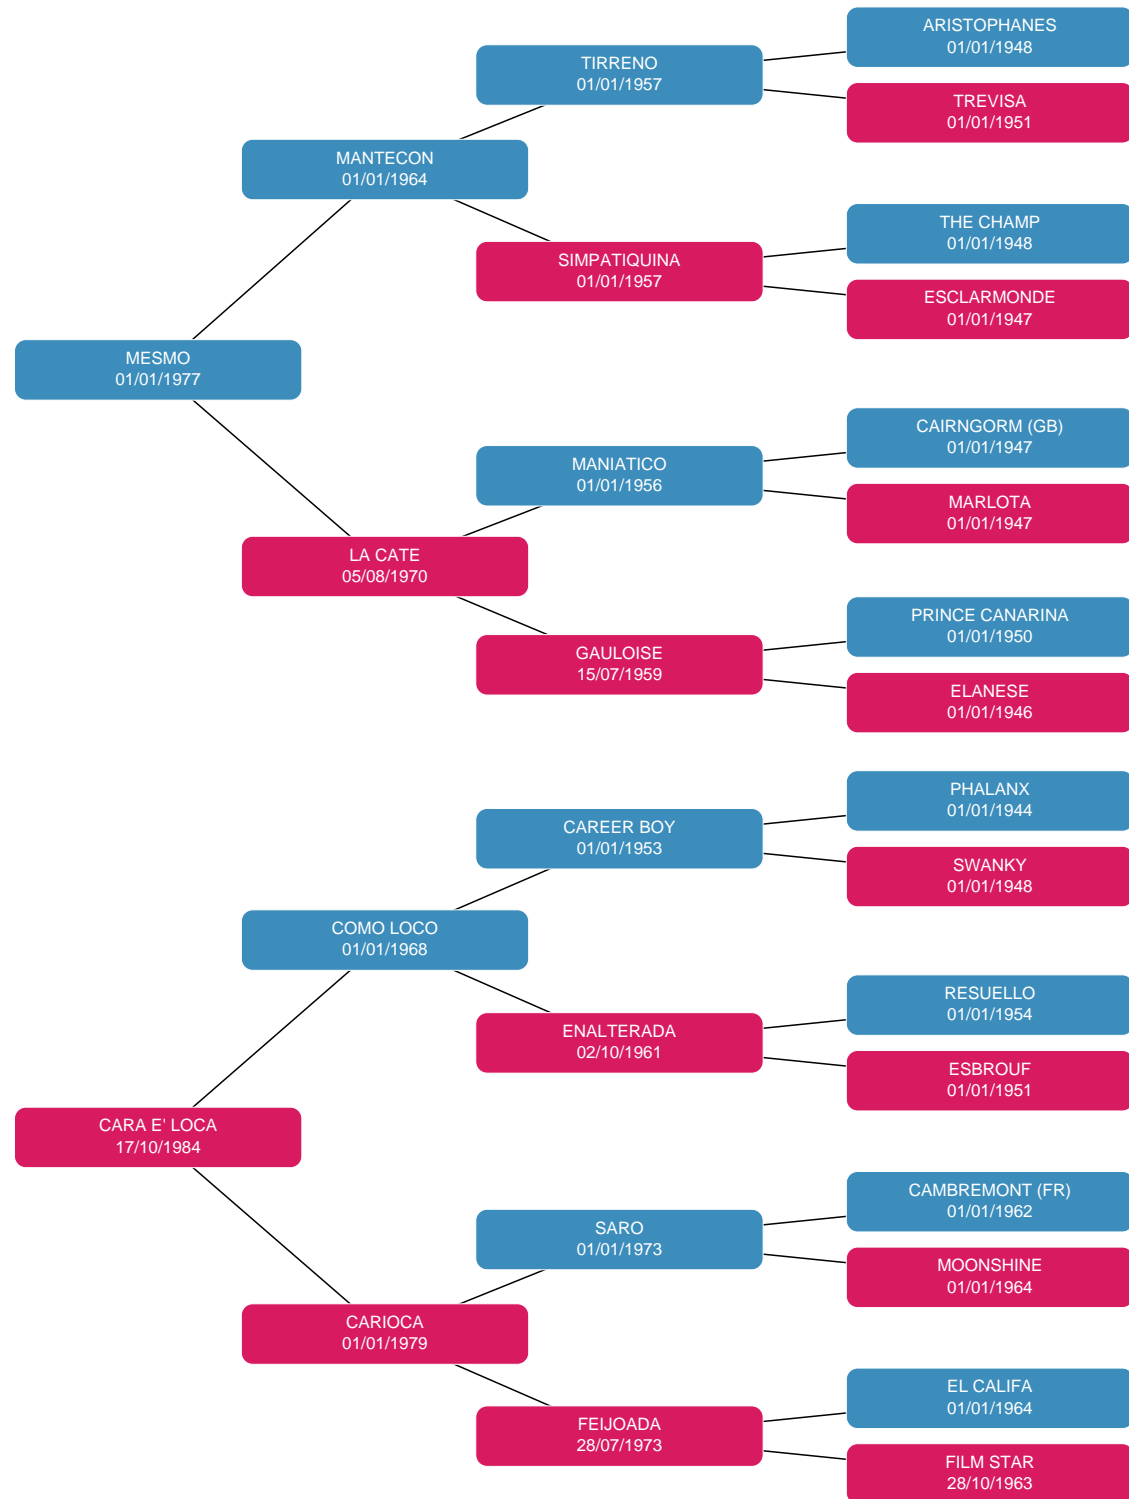 ARISTOPHANES
01/01/1948
TIRRENO
01/01/1957
TREVISA
01/01/1951
MANTECON
01/01/1964
THE CHAMP
01/01/1948
SIMPATIQUINA
01/01/1957
ESCLARMONDE
01/01/1947
MESMO
01/01/1977
CAIRNGORM (GB)
01/01/1947
MANIATICO
01/01/1956
MARLOTA
01/01/1947
LA CATE
05/08/1970
PRINCE CANARINA
01/01/1950
GAULOISE
15/07/1959
ELANESE
01/01/1946
PHALANX
01/01/1944
CAREER BOY
01/01/1953
SWANKY
01/01/1948
COMO LOCO
01/01/1968
RESUELLO
01/01/1954
ENALTERADA
02/10/1961
ESBROUF
01/01/1951
CARA E' LOCA
17/10/1984
CAMBREMONT (FR)
01/01/1962
SARO
01/01/1973
MOONSHINE
01/01/1964
CARIOCA
01/01/1979
EL CALIFA
01/01/1964
FEIJOADA
28/07/1973
FILM STAR
28/10/1963